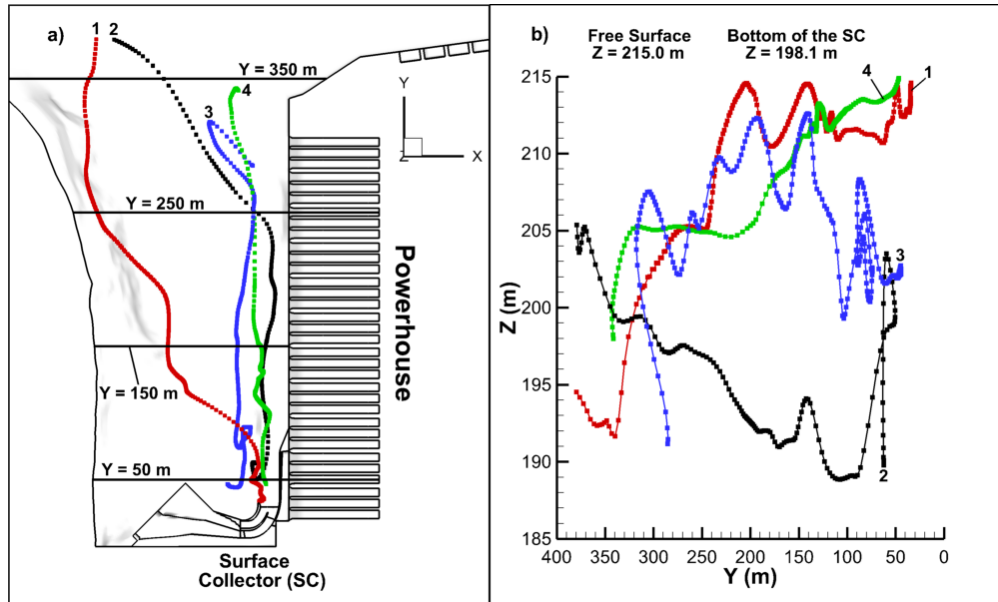 a)
1 2
Y = 350 m
4
3
Y
Z X
Y = 250 m
Powerhouse
Y = 150 m
Y = 50 m
Surface
Collector (SC)
b)
Free Surface Bottom of the SC
Z = 215.0 m Z = 198.1 m
215
210
205
200
195
190
185
Z (m)
4 1
3
2
400 350 300 250 200 150 100 50 0
Y (m)